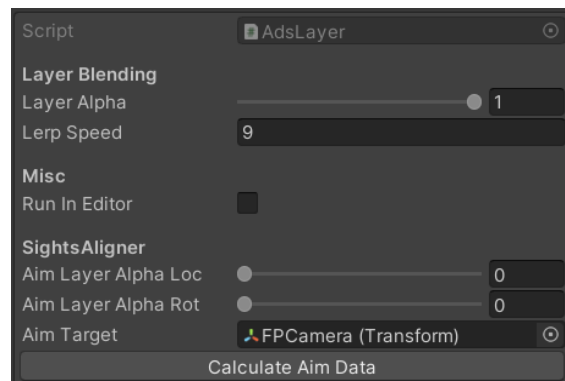 Script AdsLayer
Layer Blending
Layer Alpha 1
Lerp Speed 9
Misc
Run In Editor
SightsAligner
Aim Layer Alpha Loc 0
Aim Layer Alpha Rot 0
Aim Target FPCamera (Transform)
Calculate Aim Data